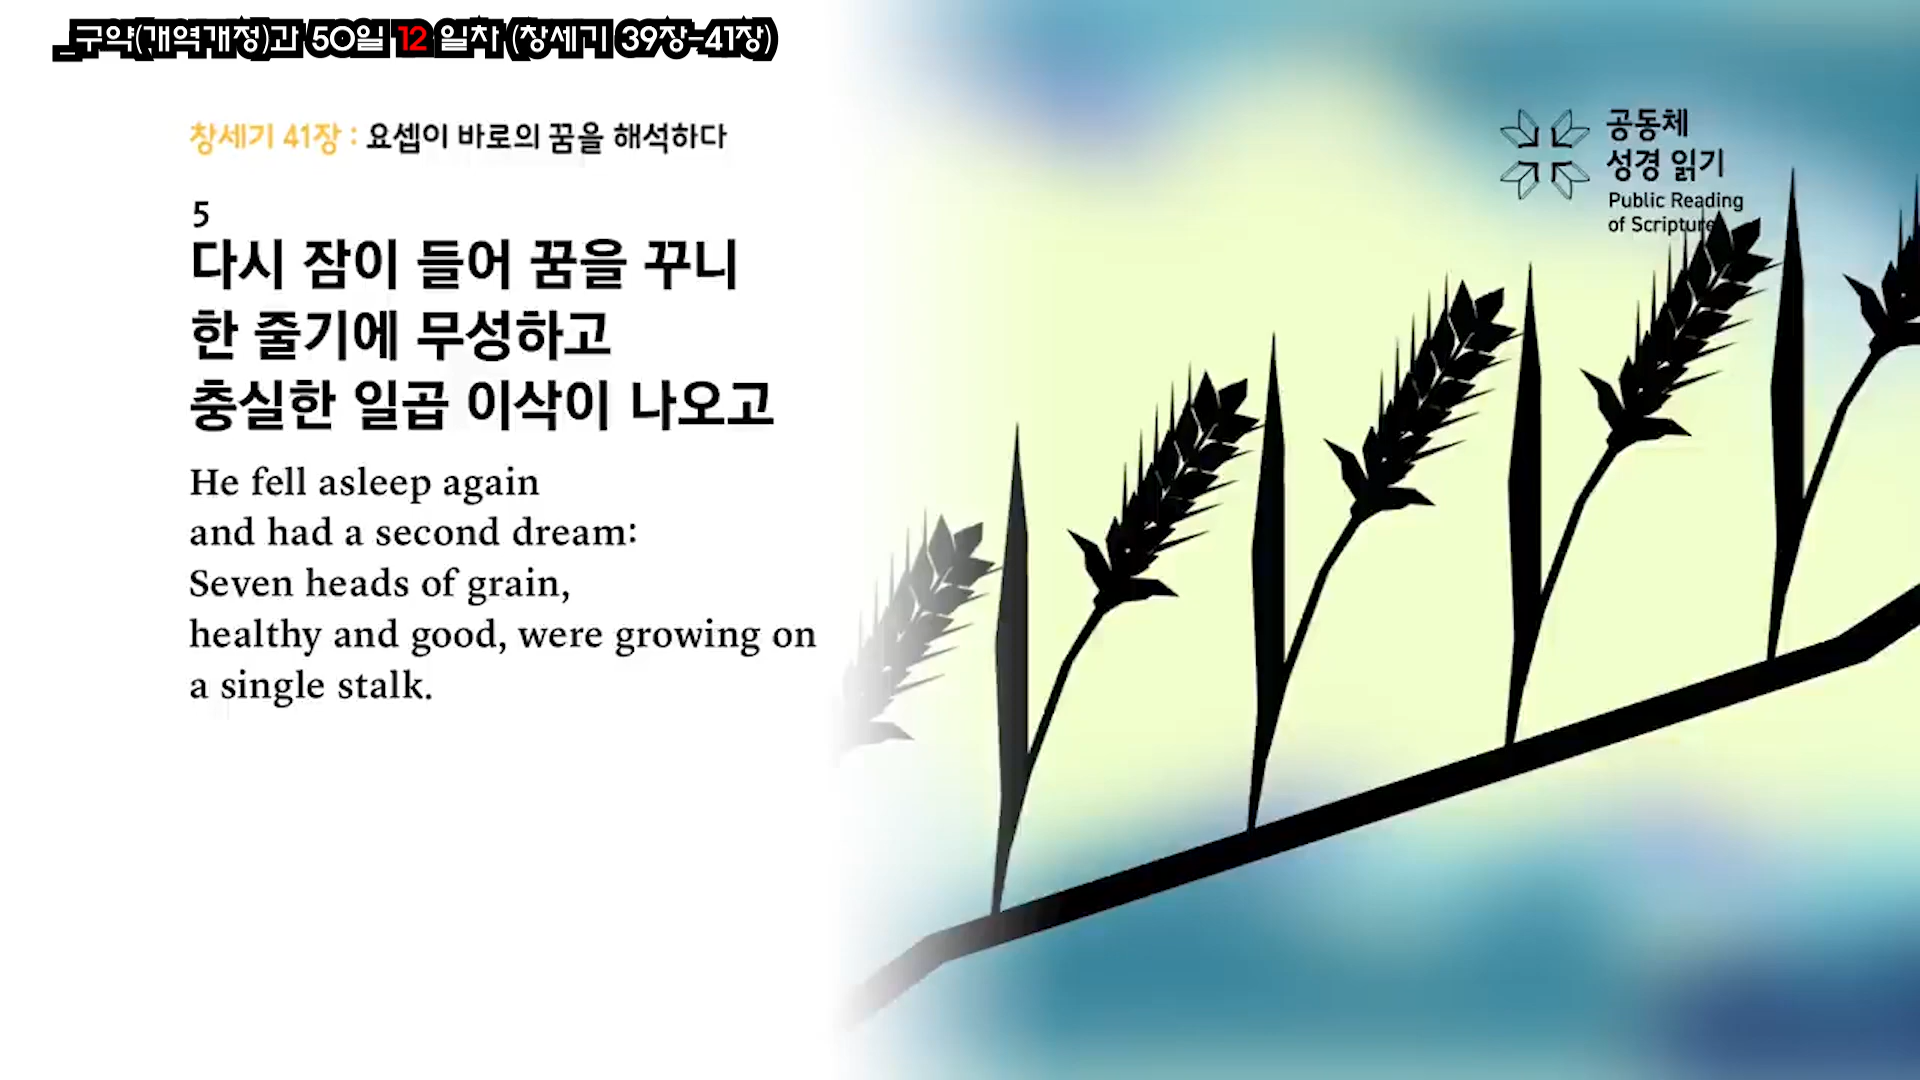 _구약(개역개정)과 50일 12 일차 (창세기 39장-41장)
창세기 41장 : 요셉이 바로의 꿈을 해석하다
공동체
성경 읽기
Public Reading
of Scripture
5
다시 잠이 들어 꿈을 꾸니
한 줄기에 무성하고
충실한 일곱 이삭이 나오고
He fell asleep again
and had a second dream:
Seven heads of grain,
healthy and good, were growing on
a single stalk.